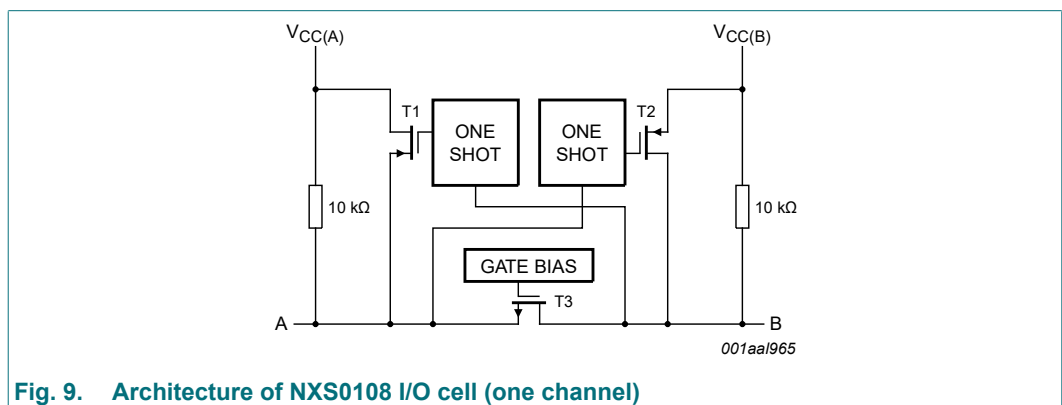 VCC(A)
VCC(B)
T1
ONE
SHOT
ONE
SHOT
T2
10 kΩ
10 kΩ
GATE BIAS
T3
A
B
001aal965
Fig. 9. Architecture of NXS0108 I/O cell (one channel)